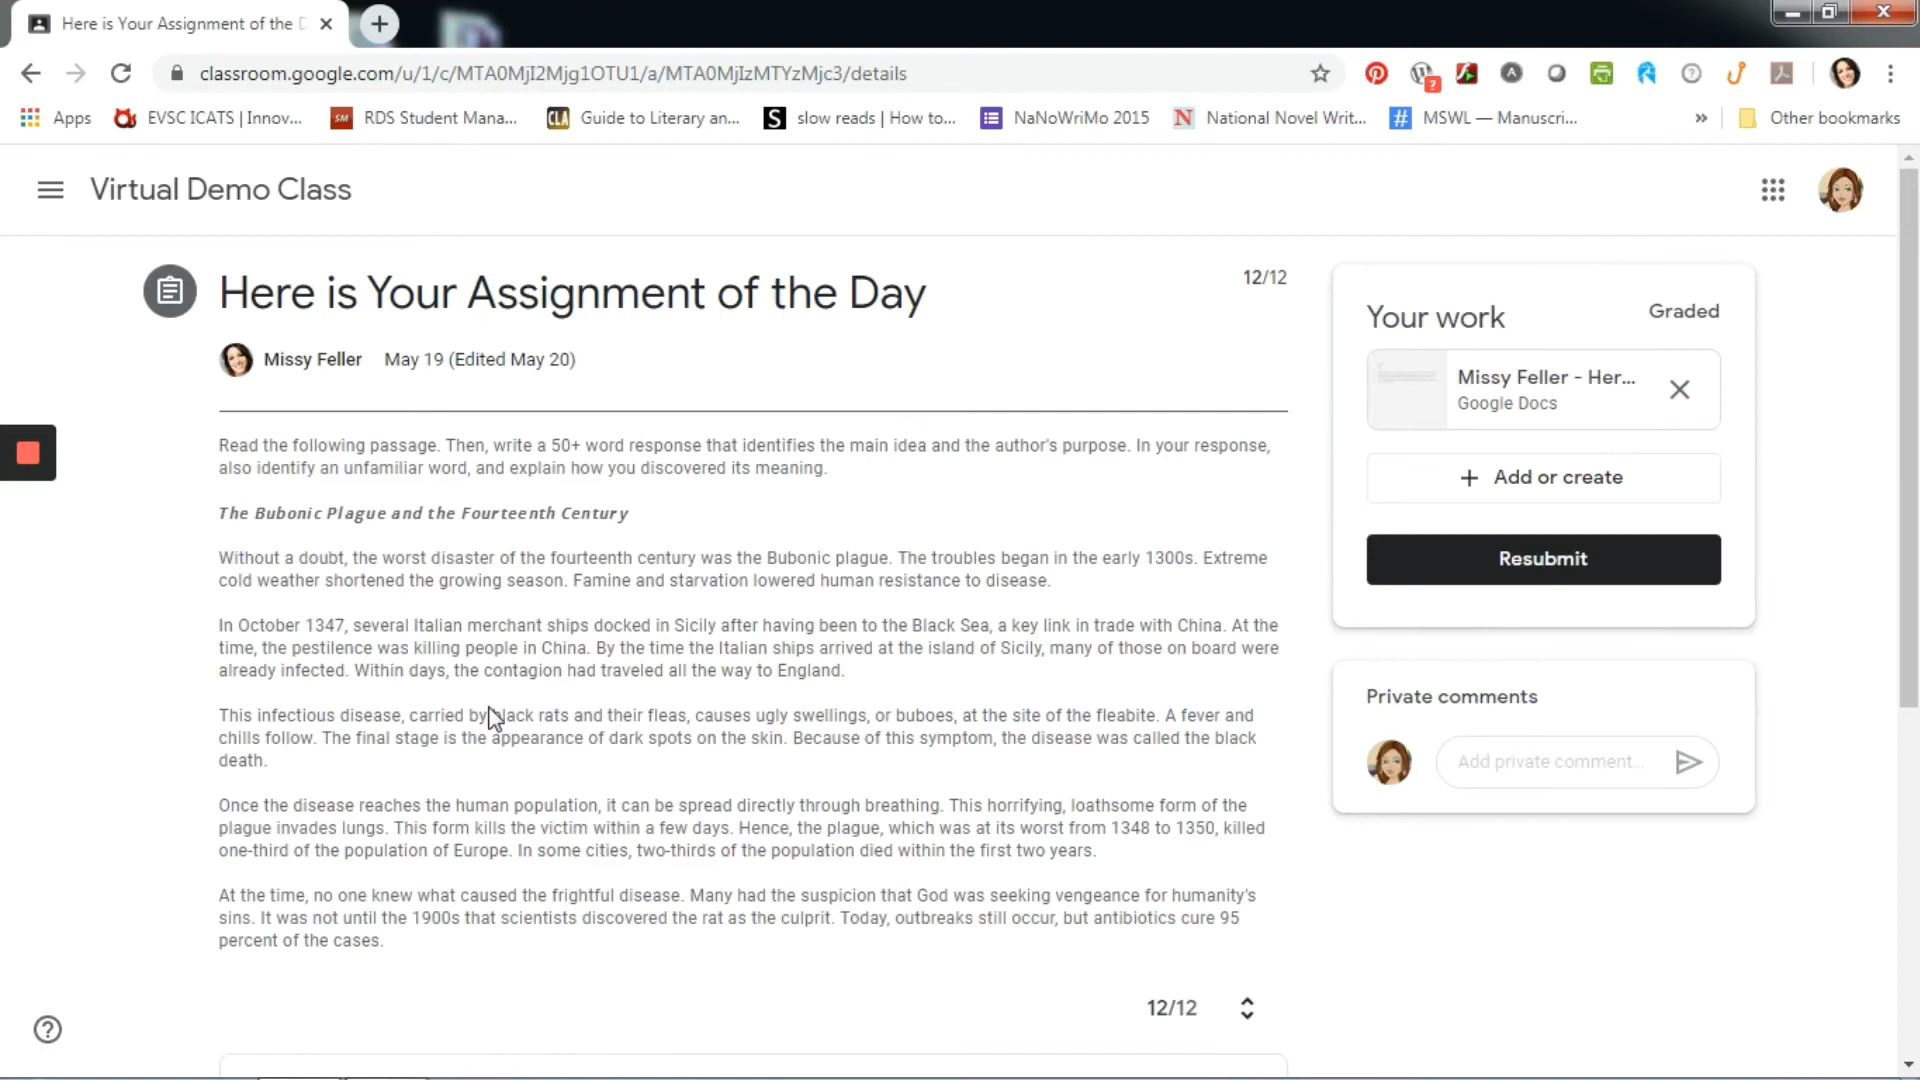 Here is Your Assignment of the D
classroom.google.com/u/1/c/MTA0MjI2Mjg1OTU1/a/MTA0MjIzMTYzMjc3/details
Apps
EVSC ICATS | Innov...
SM
RDS Student Mana...
CLA
Guide to Literary an...
S
slow reads | How to...
NaNoWriMo 2015
N
National Novel Writ...
#
MSWL — Manuscri...
»
Other bookmarks
Virtual Demo Class
Here is Your Assignment of the Day
12/12
Missy Feller May 19 (Edited May 20)
Read the following passage. Then, write a 50+ word response that identifies the main idea and the author's purpose. In your response,
also identify an unfamiliar word, and explain how you discovered its meaning.
The Bubonic Plague and the Fourteenth Century
Without a doubt, the worst disaster of the fourteenth century was the Bubonic plague. The troubles began in the early 1300s. Extreme
cold weather shortened the growing season. Famine and starvation lowered human resistance to disease.
In October 1347, several Italian merchant ships docked in Sicily after having been to the Black Sea, a key link in trade with China. At the
time, the pestilence was killing people in China. By the time the Italian ships arrived at the island of Sicily, many of those on board were
already infected. Within days, the contagion had traveled all the way to England.
This infectious disease, carried by black rats and their fleas, causes ugly swellings, or buboes, at the site of the fleabite. A fever and
chills follow. The final stage is the appearance of dark spots on the skin. Because of this symptom, the disease was called the black
death.
Once the disease reaches the human population, it can be spread directly through breathing. This horrifying, loathsome form of the
plague invades lungs. This form kills the victim within a few days. Hence, the plague, which was at its worst from 1348 to 1350, killed
one-third of the population of Europe. In some cities, two-thirds of the population died within the first two years.
At the time, no one knew what caused the frightful disease. Many had the suspicion that God was seeking vengeance for humanity's
sins. It was not until the 1900s that scientists discovered the rat as the culprit. Today, outbreaks still occur, but antibiotics cure 95
percent of the cases.
12/12
Your work
Graded
Missy Feller - Her...
Google Docs
+ Add or create
Resubmit
Private comments
Add private comment...